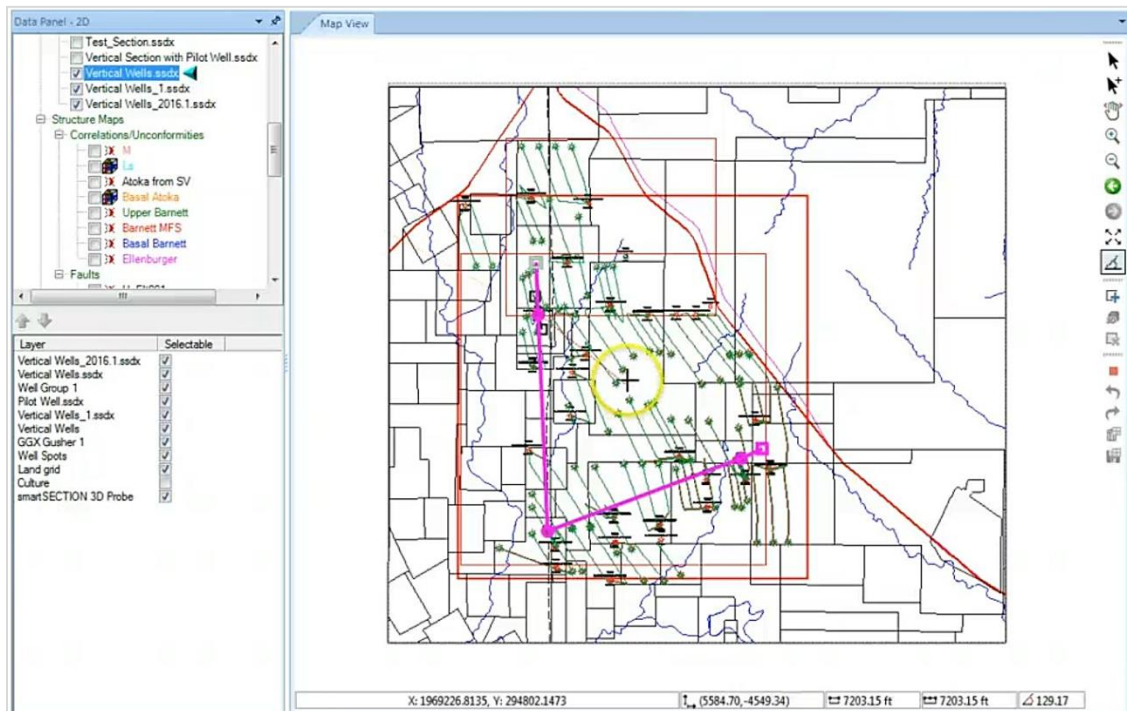 Data Panel - 2D
Test_Section.ssdx
Vertical Section with Pilot Well.ssdx
Vertical Wells.ssdx
Vertical Wells_1.ssdx
Vertical Wells_2016.1.ssdx
Structure Maps
Correlations/Unconformities
M
Ls
Atoka from SV
Basal Atoka
Upper Barnett
Barnett MFS
Basal Barnett
Ellenburger
Faults
Layer Selectable
Vertical Wells_2016.1.ssdx
Vertical Wells.ssdx
Well Group 1
Pilot Well.ssdx
Vertical Wells_1.ssdx
Vertical Wells
GGX Gusher 1
Well Spots
Land grid
Culture
smartSECTION 3D Probe
Map View
X: 1969226.8135, Y: 294802.1473 (5584.70,-4549.34) 7203.15 ft 7203.15 ft 129.17